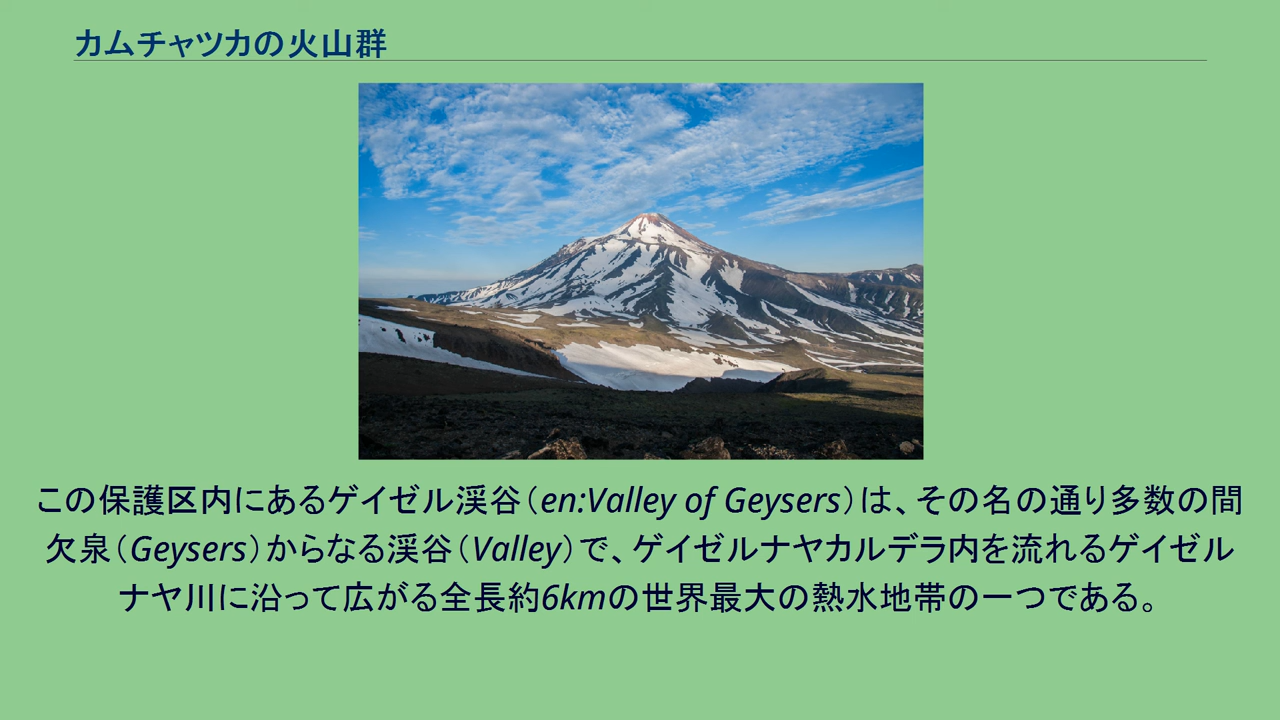 カムチャツカの火山群
この保護区内にあるゲイゼル渓谷（en:Valley of Geysers）は、その名の通り多数の間
欠泉（Geysers）からなる渓谷（Valley）で、ゲイゼルナヤカルデラ内を流れるゲイゼル
ナヤ川に沿って広がる全長約6kmの世界最大の熱水地帯の一つである。